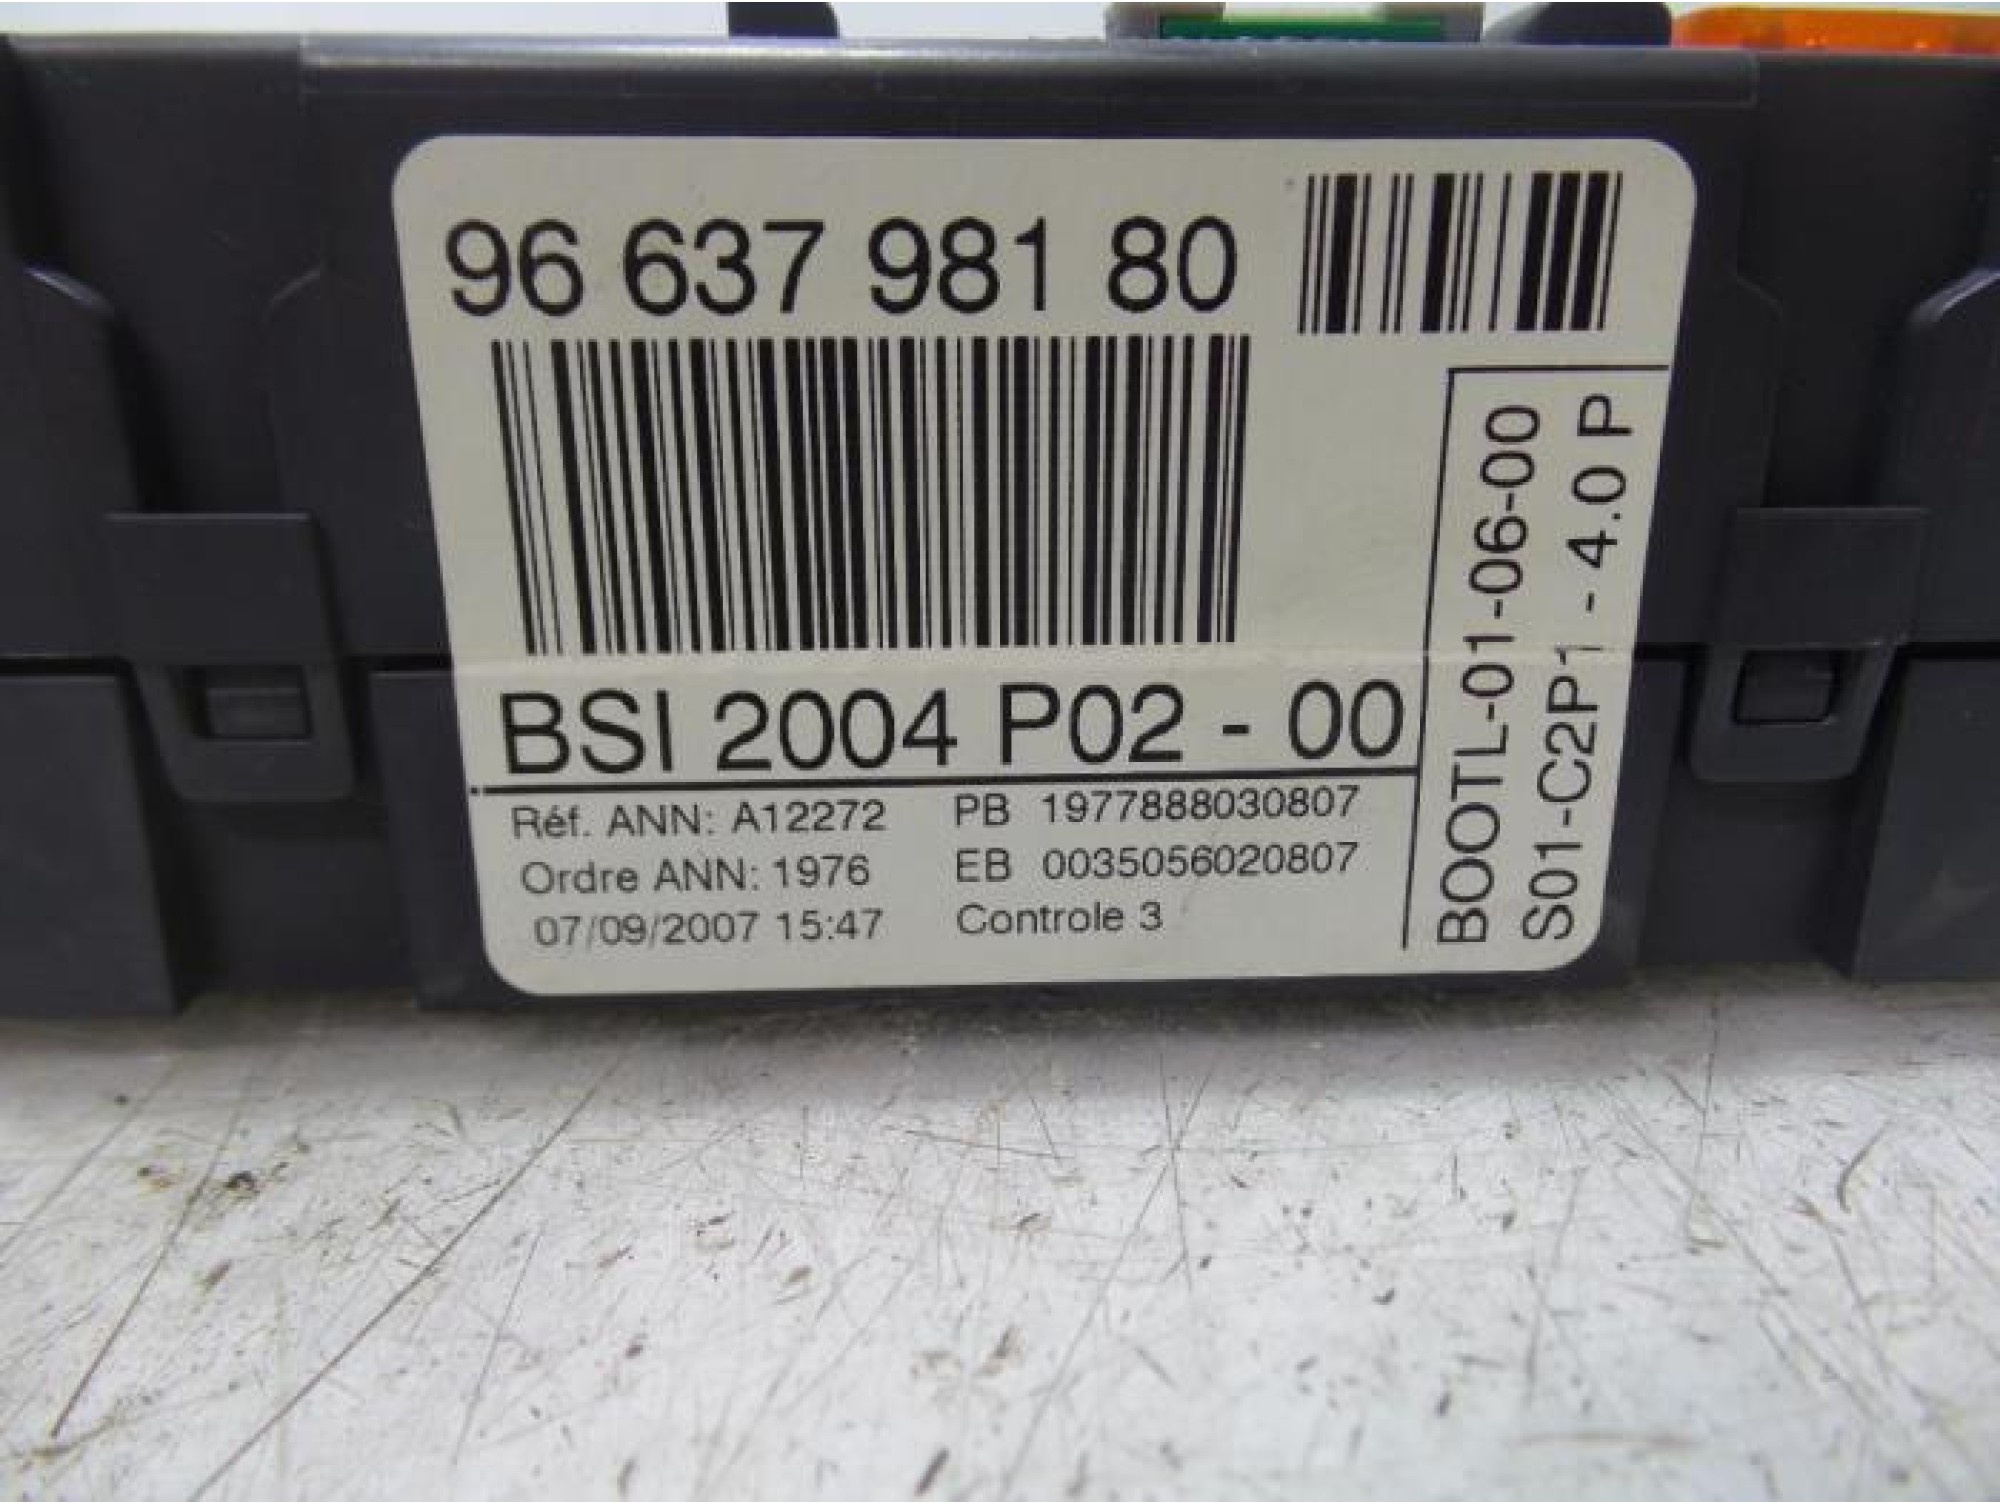 96 637 981 80
BSI 2004 P02 - 00
Réf. ANN: A12272 PB 1977888030807
Ordre ANN: 1976 EB 0035056020807
07/09/2007 15:47 Controle 3
BOOTL-01-06-00
S01-C2P1 - 4.0 P